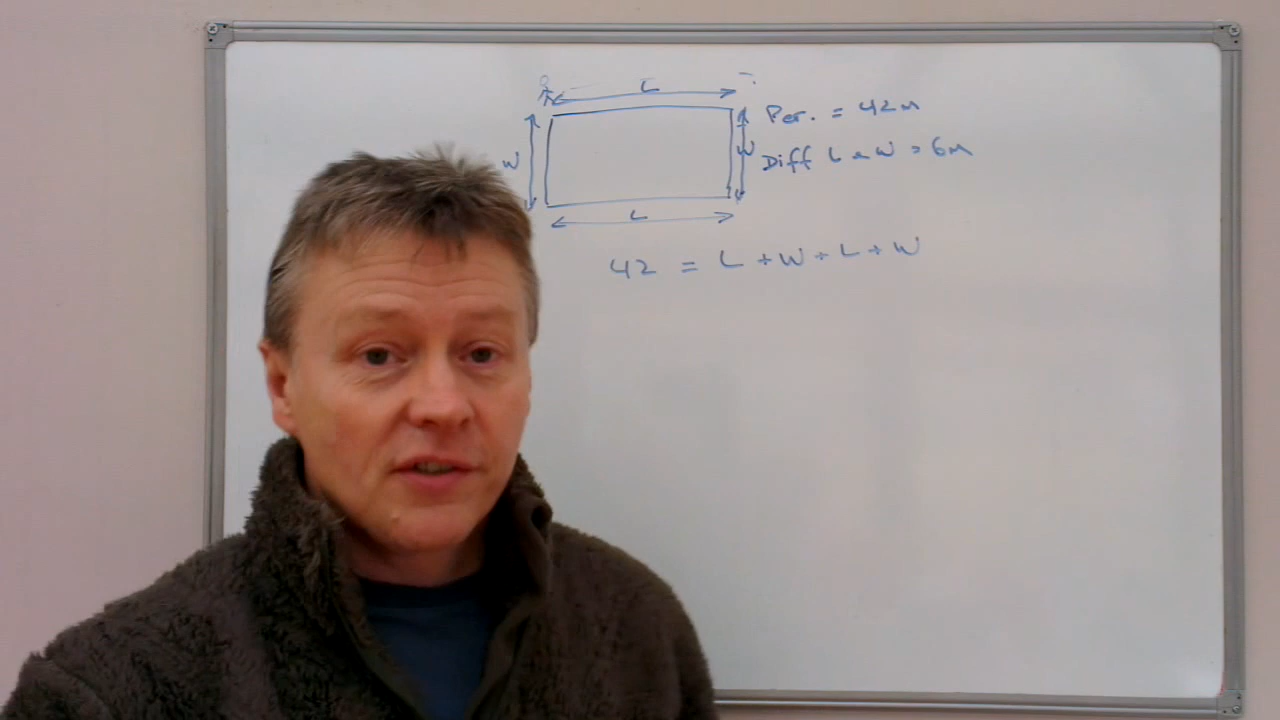 L
W
W
Per. = 42m
Diff L & W = 6m
L
42 = L + W + L + W